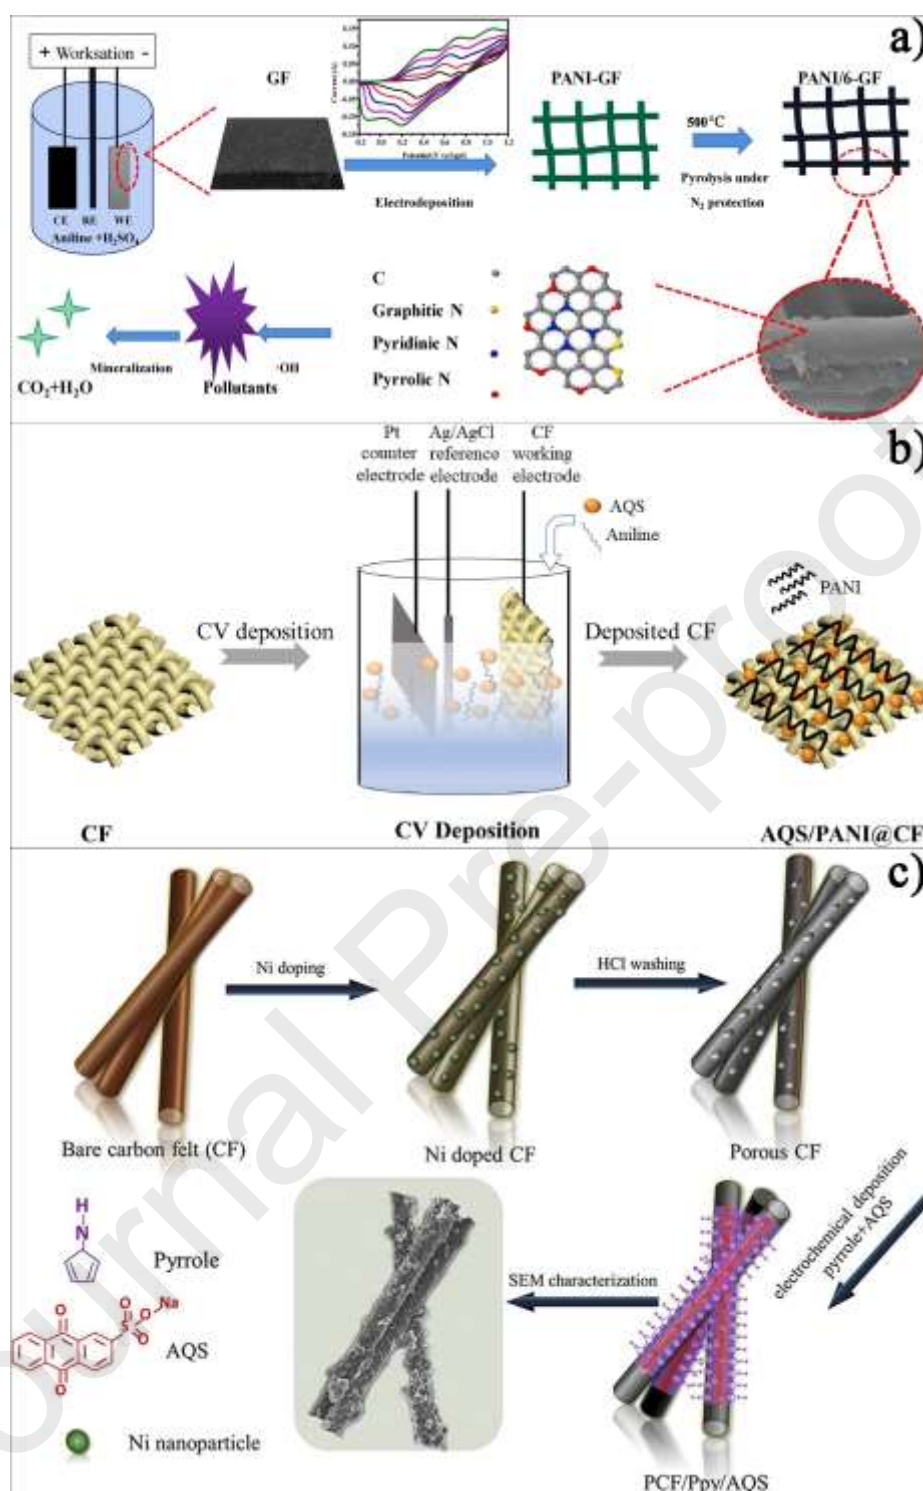 a)
+ Worksation -
CE RE WE
Aniline +H₂SO₄
GF
Current (A)
Electrodeposition
PANI-GF
500°C
Pyrolysis under
N₂ protection
PANI/6-GF
C
Graphitic N
Pyridinie N
Pyrrolic N
·OH
Pollutants
Mineralization
CO₂+H₂O
b)
Pt
counter
electrode
Ag/AgCl
reference
electrode
CF
working
electrode
AQS
Aniline
CV deposition
Deposited CF
PANI
CF
CV Deposition
AQS/PANI@CF
c)
Ni doping
HCl washing
Bare carbon felt (CF)
Ni doped CF
Porous CF
electrochemical deposition
pyrrole+AQS
SEM characterization
H
N
Pyrrole
O
O
S
O
O
O
Na
AQS
Ni nanoparticle
PCF/Ppy/AQS
Journal Pre-proof